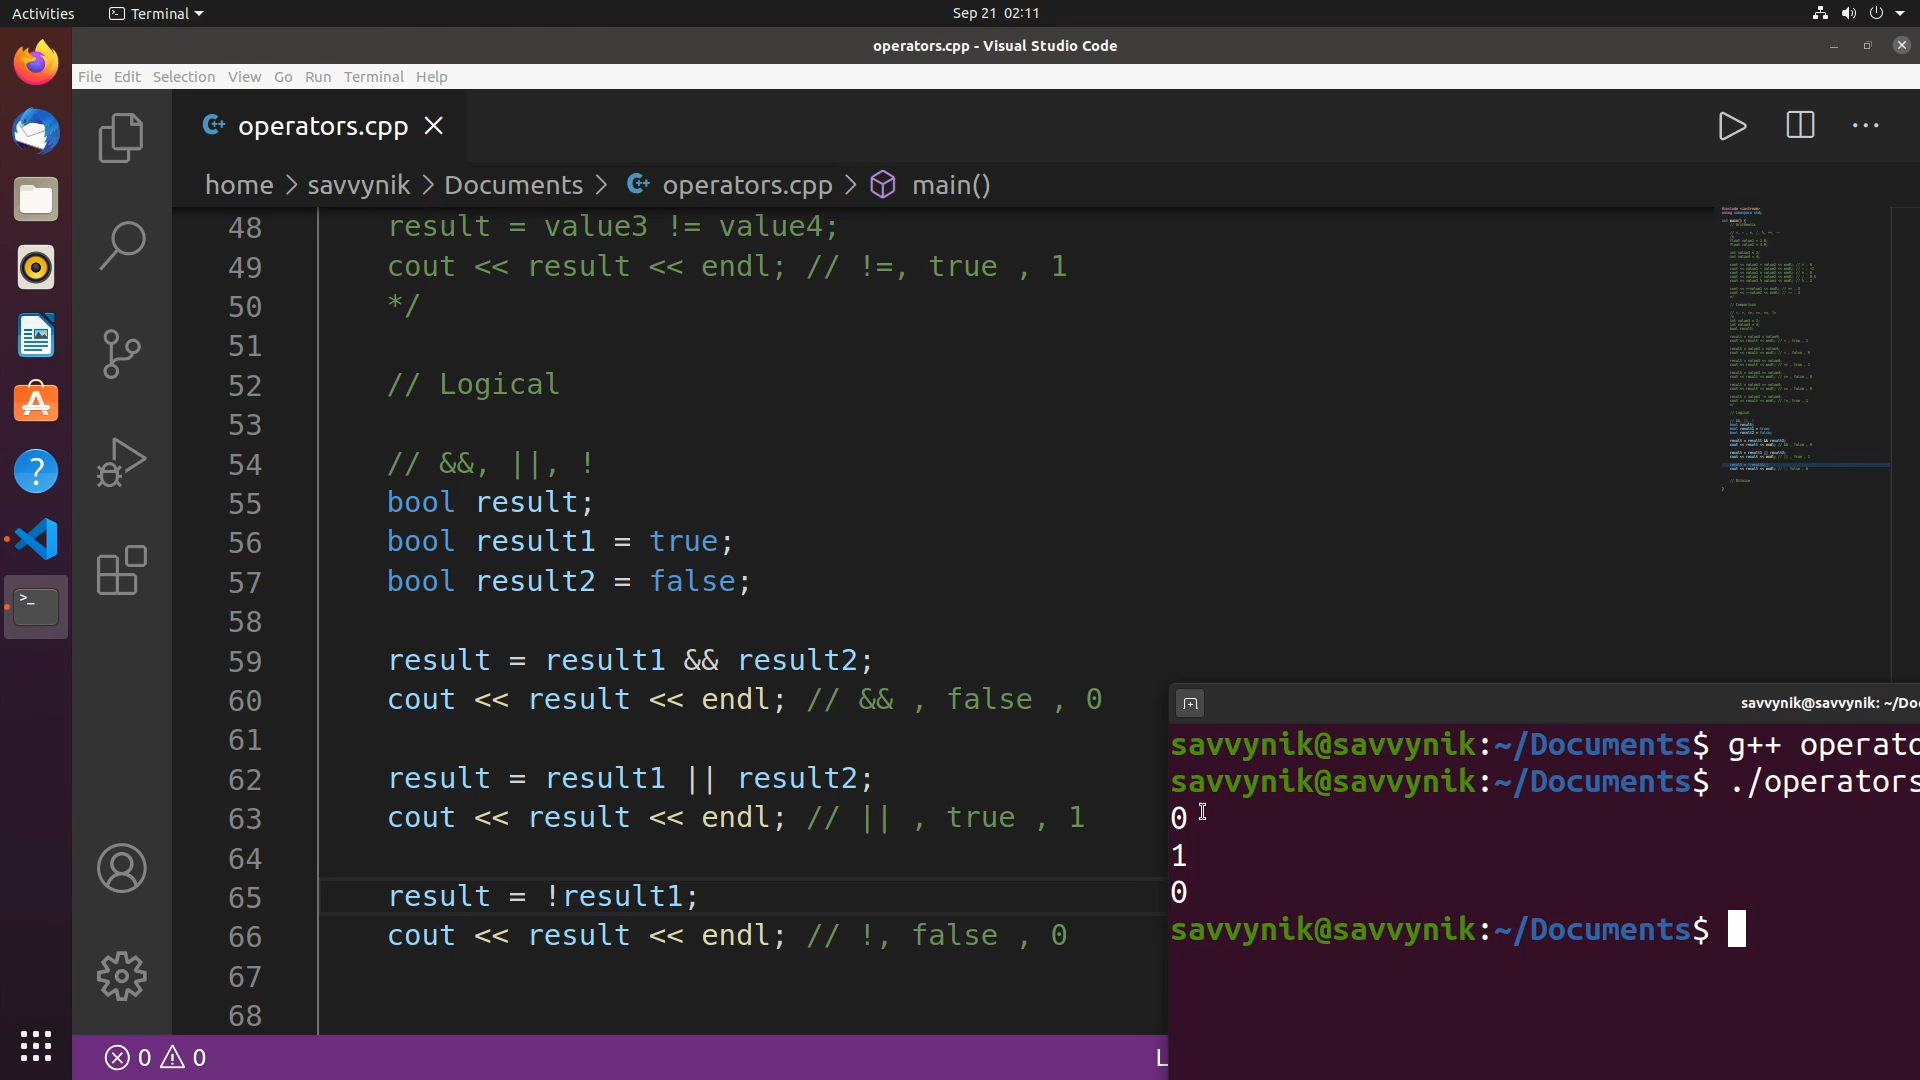 Activities
Terminal
Sep 21 02:11
operators.cpp - Visual Studio Code
File Edit Selection View Go Run Terminal Help
operators.cpp
home > savvynik > Documents > operators.cpp > main()
48 result = value3 != value4;
49 cout << result << endl; // !=, true , 1
50 */
51
52 // Logical
53
54 // &&, ||, !
55 bool result;
56 bool result1 = true;
57 bool result2 = false;
58
59 result = result1 && result2;
60 cout << result << endl; // && , false , 0
61
62 result = result1 || result2;
63 cout << result << endl; // || , true , 1
64
65 result = !result1;
66 cout << result << endl; // !, false , 0
67
68
0 0
L
savvynik@savvynik: ~/Do
savvynik@savvynik:~/Documents$ g++ operato
savvynik@savvynik:~/Documents$ ./operators
0
1
0
savvynik@savvynik:~/Documents$